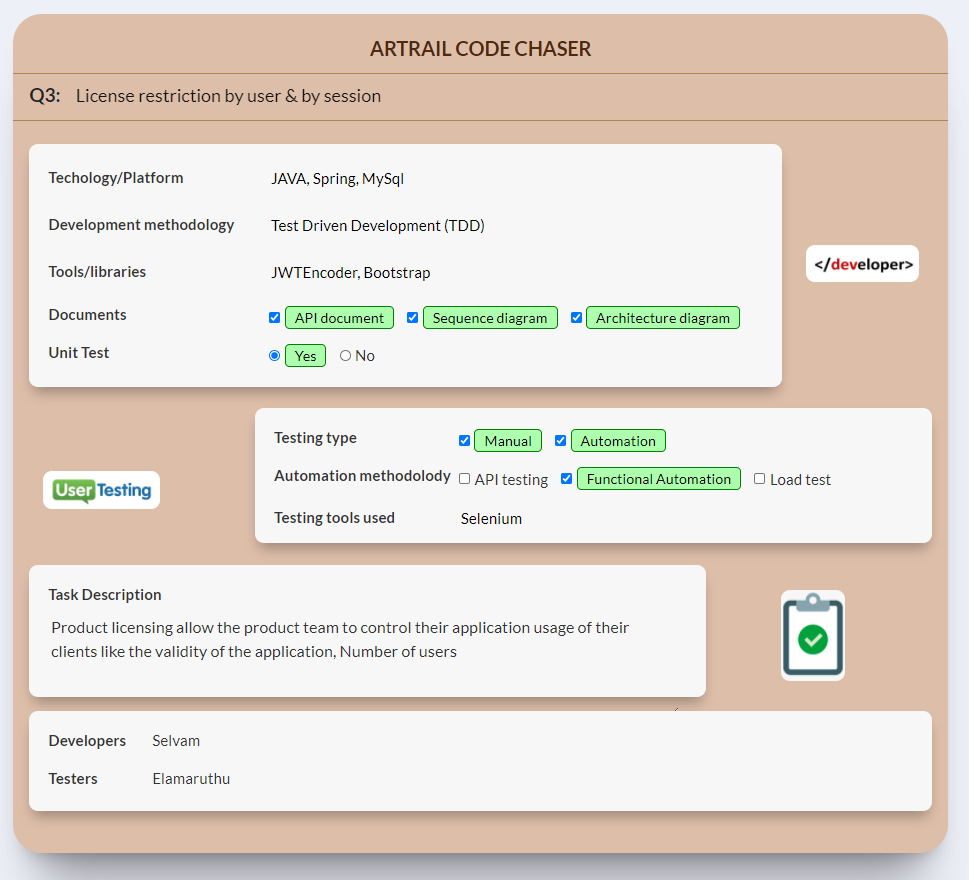 ARTRAIL CODE CHASER
Q3: License restriction by user & by session
Techology/Platform JAVA, Spring, MySql
Development methodology Test Driven Development (TDD)
Tools/libraries JWTEncoder, Bootstrap
</developer>
Documents API document Sequence diagram Architecture diagram
Unit Test Yes No
Testing type Manual Automation
Automation methodolody API testing Functional Automation Load test
User Testing
Testing tools used Selenium
Task Description
Product licensing allow the product team to control their application usage of their
clients like the validity of the application, Number of users
Developers Selvam
Testers Elamaruthu